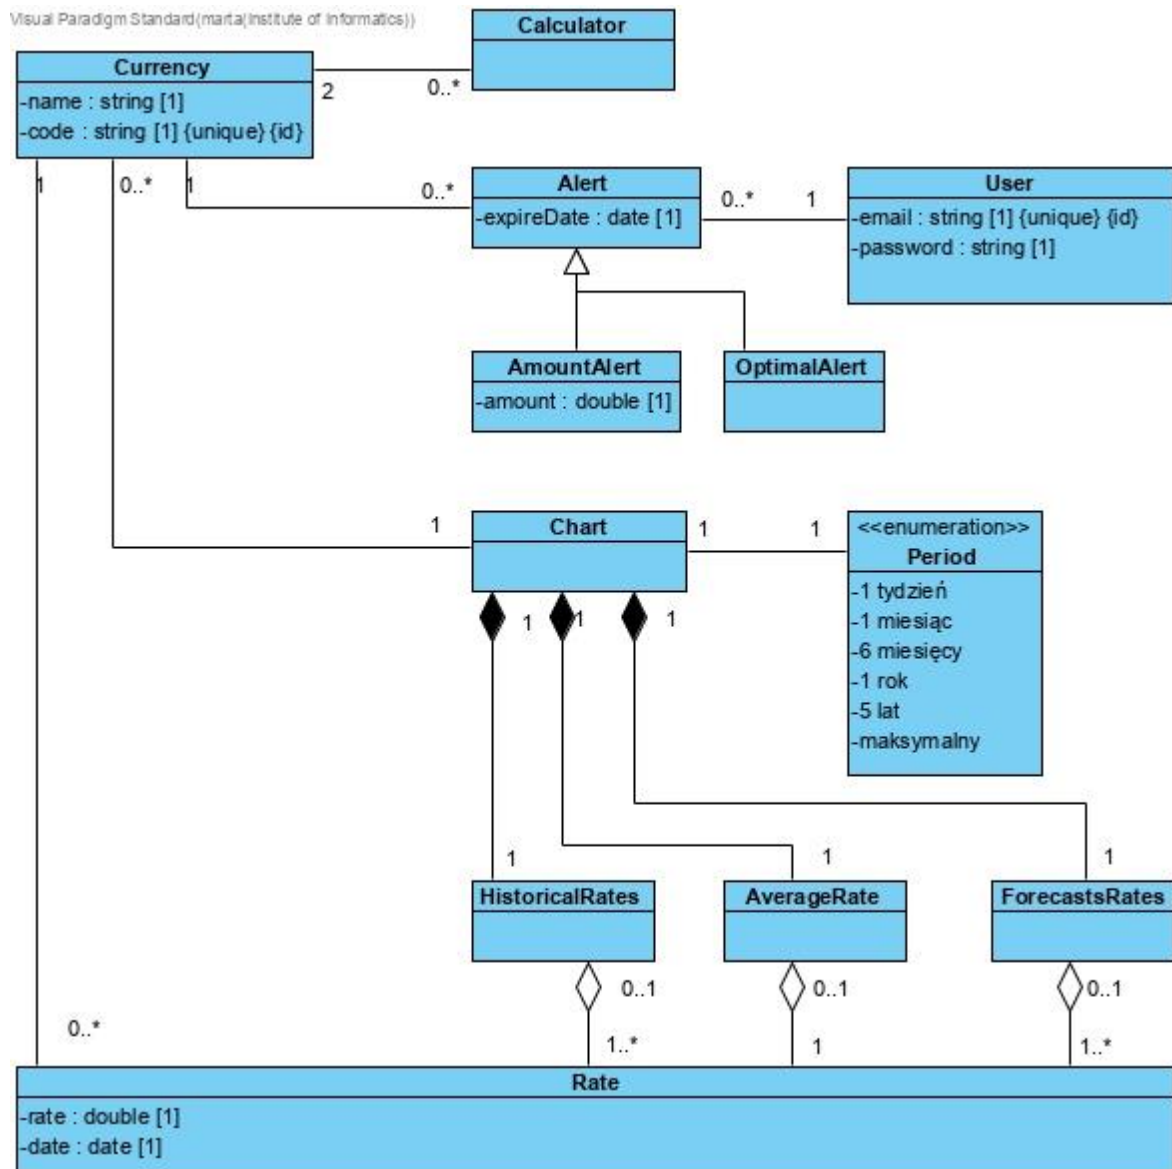 Visual Paradigm Standard(marta(Institute of Informatics))
Calculator
Currency
-name : string [1]
-code : string [1] {unique} {id}
2
0..*
1
0..*
1
0..*
Alert
-expireDate : date [1]
0..*
1
User
-email : string [1] {unique} {id}
-password : string [1]
AmountAlert
-amount : double [1]
OptimalAlert
1
Chart
1
1
<<enumeration>>
Period
-1 tydzień
-1 miesiąc
-6 miesięcy
-1 rok
-5 lat
-maksymalny
1
1
1
1
1
1
HistoricalRates
AverageRate
ForecastsRates
0..1
0..1
0..1
0..*
1..*
1
1..*
Rate
-rate : double [1]
-date : date [1]